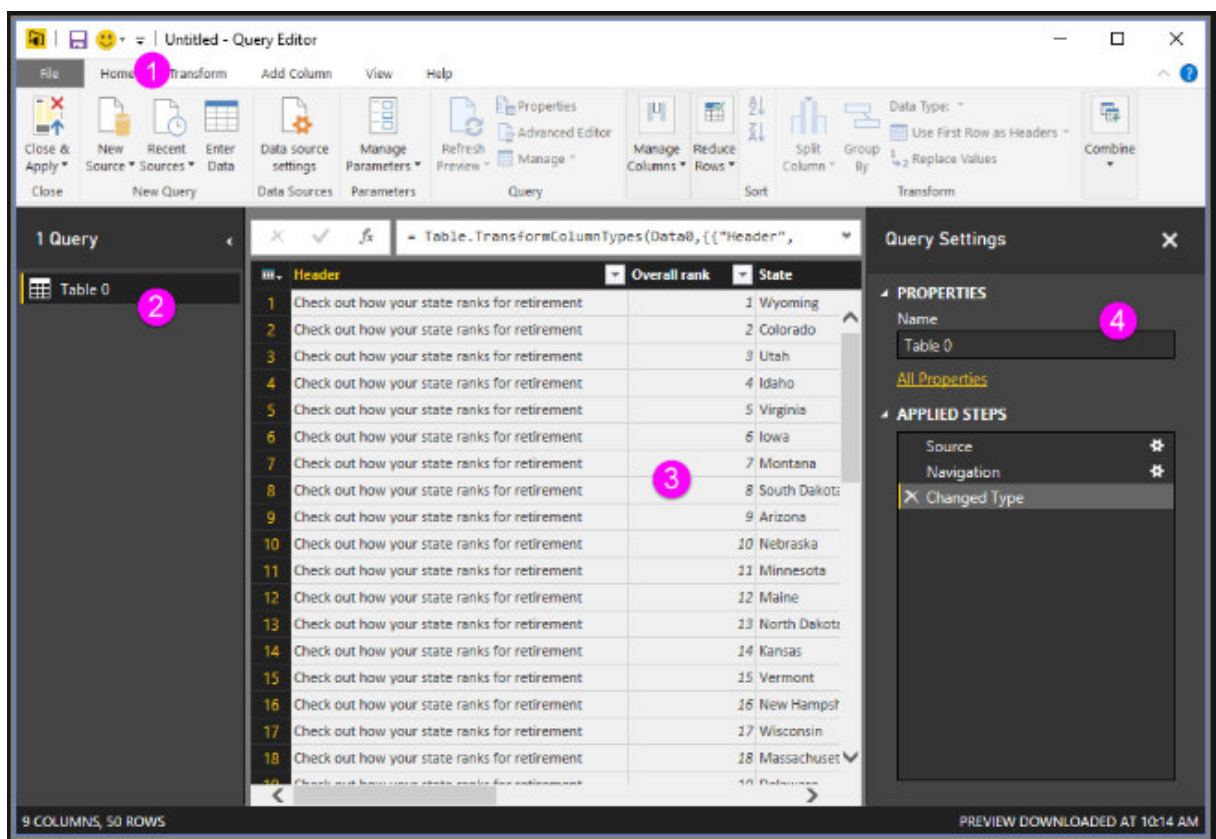 Untitled - Query Editor
File Home 1 Transform Add Column View Help
Close & Apply New Source Recent Sources Enter Data Data source settings Manage Parameters Refresh Preview Properties Advanced Editor Manage Manage Columns Reduce Rows Split Column Group By Data Type: Use First Row as Headers Replace Values Combine
Close New Query Data Sources Parameters Query Sort Transform
1 Query
Table 0
2
fx = Table.TransformColumnTypes(Data0,{{"Header",
Header Overall rank State
1 Check out how your state ranks for retirement 1 Wyoming
2 Check out how your state ranks for retirement 2 Colorado
3 Check out how your state ranks for retirement 3 Utah
4 Check out how your state ranks for retirement 4 Idaho
5 Check out how your state ranks for retirement 5 Virginia
6 Check out how your state ranks for retirement 6 Iowa
7 Check out how your state ranks for retirement 7 Montana
3
8 Check out how your state ranks for retirement 8 South Dakota
9 Check out how your state ranks for retirement 9 Arizona
10 Check out how your state ranks for retirement 10 Nebraska
11 Check out how your state ranks for retirement 11 Minnesota
12 Check out how your state ranks for retirement 12 Maine
13 Check out how your state ranks for retirement 13 North Dakota
14 Check out how your state ranks for retirement 14 Kansas
15 Check out how your state ranks for retirement 15 Vermont
16 Check out how your state ranks for retirement 16 New Hampsh
17 Check out how your state ranks for retirement 17 Wisconsin
18 Check out how your state ranks for retirement 18 Massachuset
Query Settings
PROPERTIES
Name
4
Table 0
All Properties
APPLIED STEPS
Source
Navigation
Changed Type
9 COLUMNS, 50 ROWS
PREVIEW DOWNLOADED AT 10:14 AM